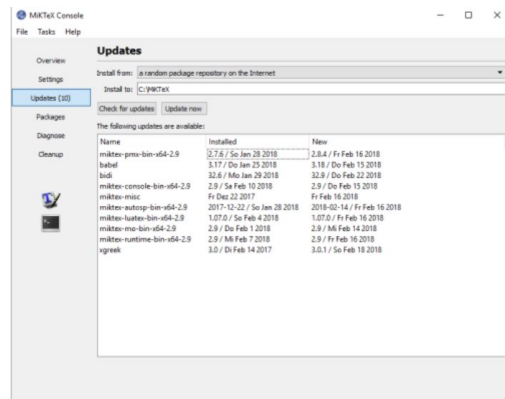 MiKTeX Console
File Tasks Help
Overview
Settings
Updates (10)
Packages
Diagnose
Cleanup
Updates
Install from: a random package repository on the Internet
Install to: C:\MiKTeX
Check for updates Update now
The following updates are available:
Name Installed New
miktex-pmx-bin-x64-2.9 2.7.6 / So Jan 28 2018 2.8.4 / Fr Feb 16 2018
babel 3.17 / Do Jan 25 2018 3.18 / Do Feb 15 2018
bidi 32.6 / Mo Jan 29 2018 32.9 / Do Feb 22 2018
miktex-console-bin-x64-2.9 2.9 / Sa Feb 10 2018 2.9 / Do Feb 15 2018
miktex-misc Fr Dez 22 2017 Fr Feb 16 2018
miktex-autosp-bin-x64-2.9 2017-12-22 / So Jan 28 2018 2018-02-14 / Fr Feb 16 2018
miktex-luatex-bin-x64-2.9 1.07.0 / So Feb 4 2018 1.07.0 / Fr Feb 16 2018
miktex-mo-bin-x64-2.9 2.9 / Do Feb 1 2018 2.9 / Mi Feb 14 2018
miktex-runtime-bin-x64-2.9 2.9 / Mi Feb 7 2018 2.9 / Fr Feb 16 2018
xgreek 3.0 / Di Feb 14 2017 3.0.1 / So Feb 18 2018